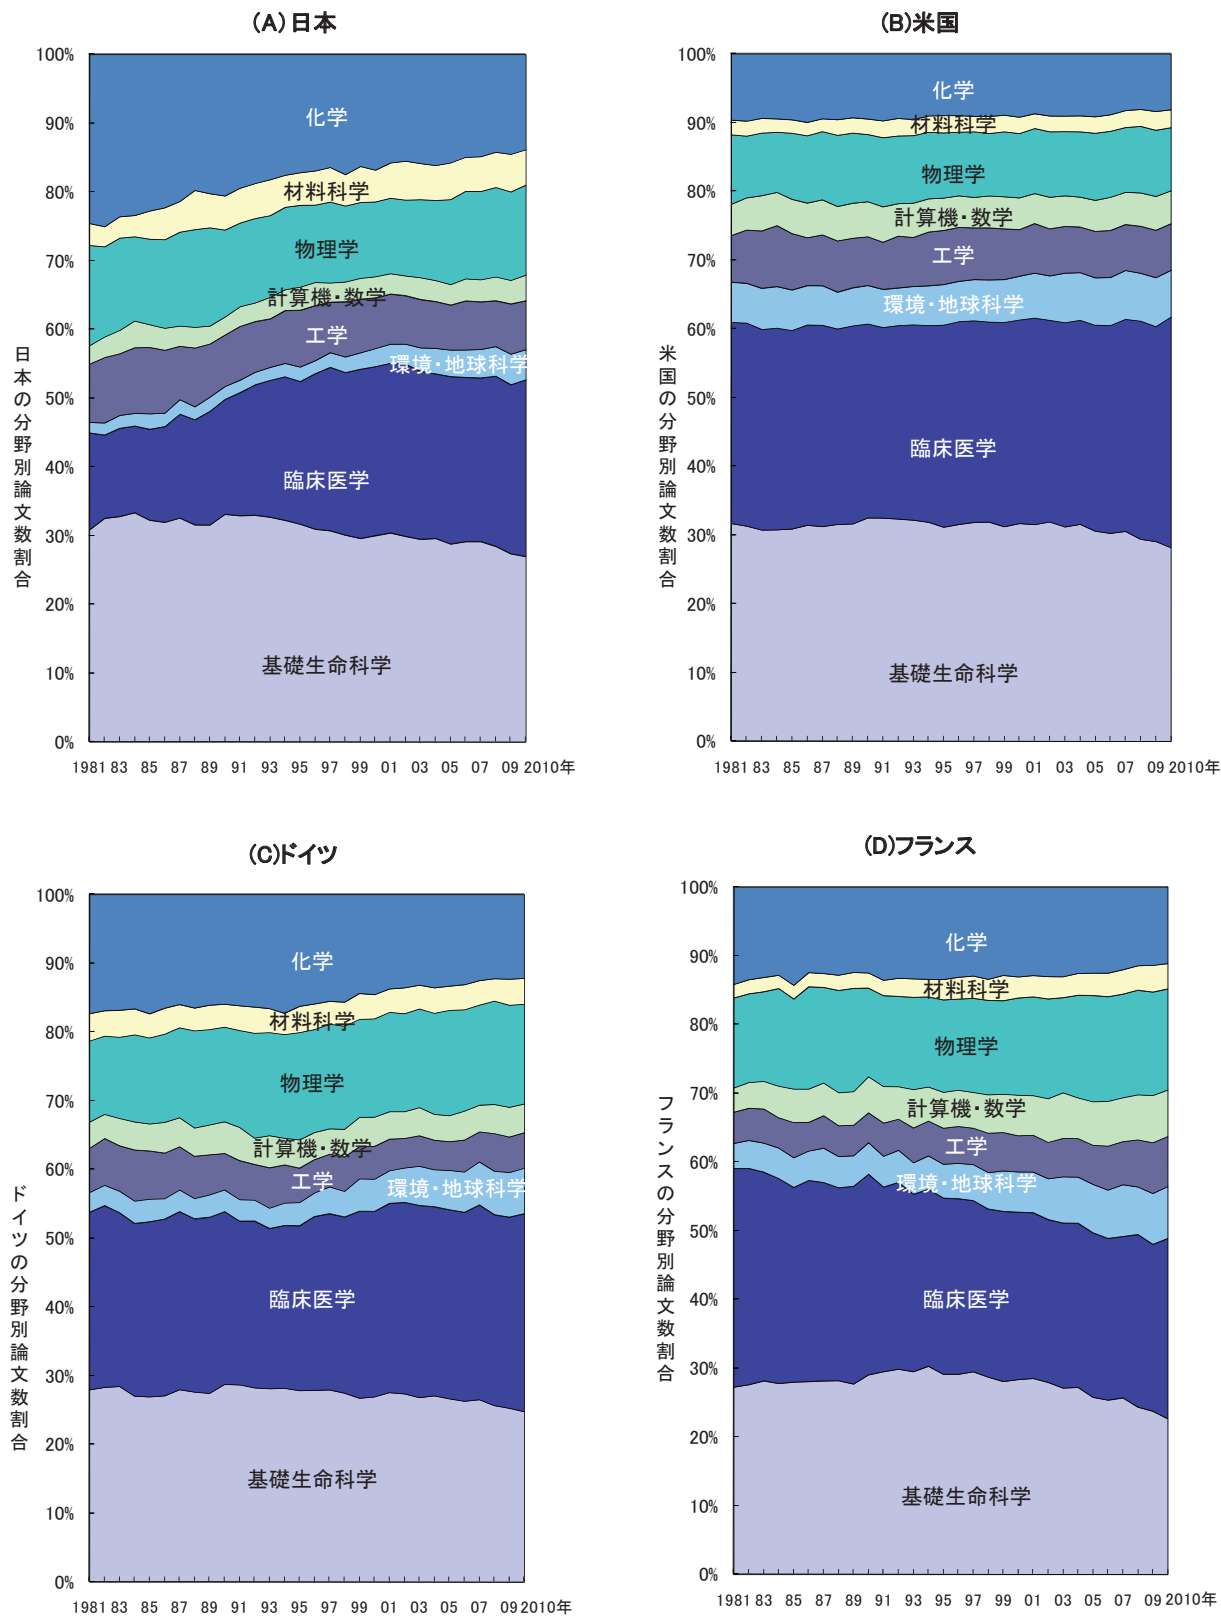 (A)日本
100%
90%
80%
70%
60%
50%
40%
30%
20%
10%
0%
日本の分野別論文数割合
化学
材料科学
物理学
計算機・数学
工学
環境・地球科学
臨床医学
基礎生命科学
1981 83 85 87 89 91 93 95 97 99 01 03 05 07 09 2010年
(B)米国
100%
90%
80%
70%
60%
50%
40%
30%
20%
10%
0%
米国の分野別論文数割合
化学
材料科学
物理学
計算機・数学
工学
環境・地球科学
臨床医学
基礎生命科学
1981 83 85 87 89 91 93 95 97 99 01 03 05 07 09 2010年
(C)ドイツ
100%
90%
80%
70%
60%
50%
40%
30%
20%
10%
0%
ドイツの分野別論文数割合
化学
材料科学
物理学
計算機・数学
工学
環境・地球科学
臨床医学
基礎生命科学
1981 83 85 87 89 91 93 95 97 99 01 03 05 07 09 2010年
(D)フランス
100%
90%
80%
70%
60%
50%
40%
30%
20%
10%
0%
フランスの分野別論文数割合
化学
材料科学
物理学
計算機・数学
工学
環境・地球科学
臨床医学
基礎生命科学
1981 83 85 87 89 91 93 95 97 99 01 03 05 07 09 2010年